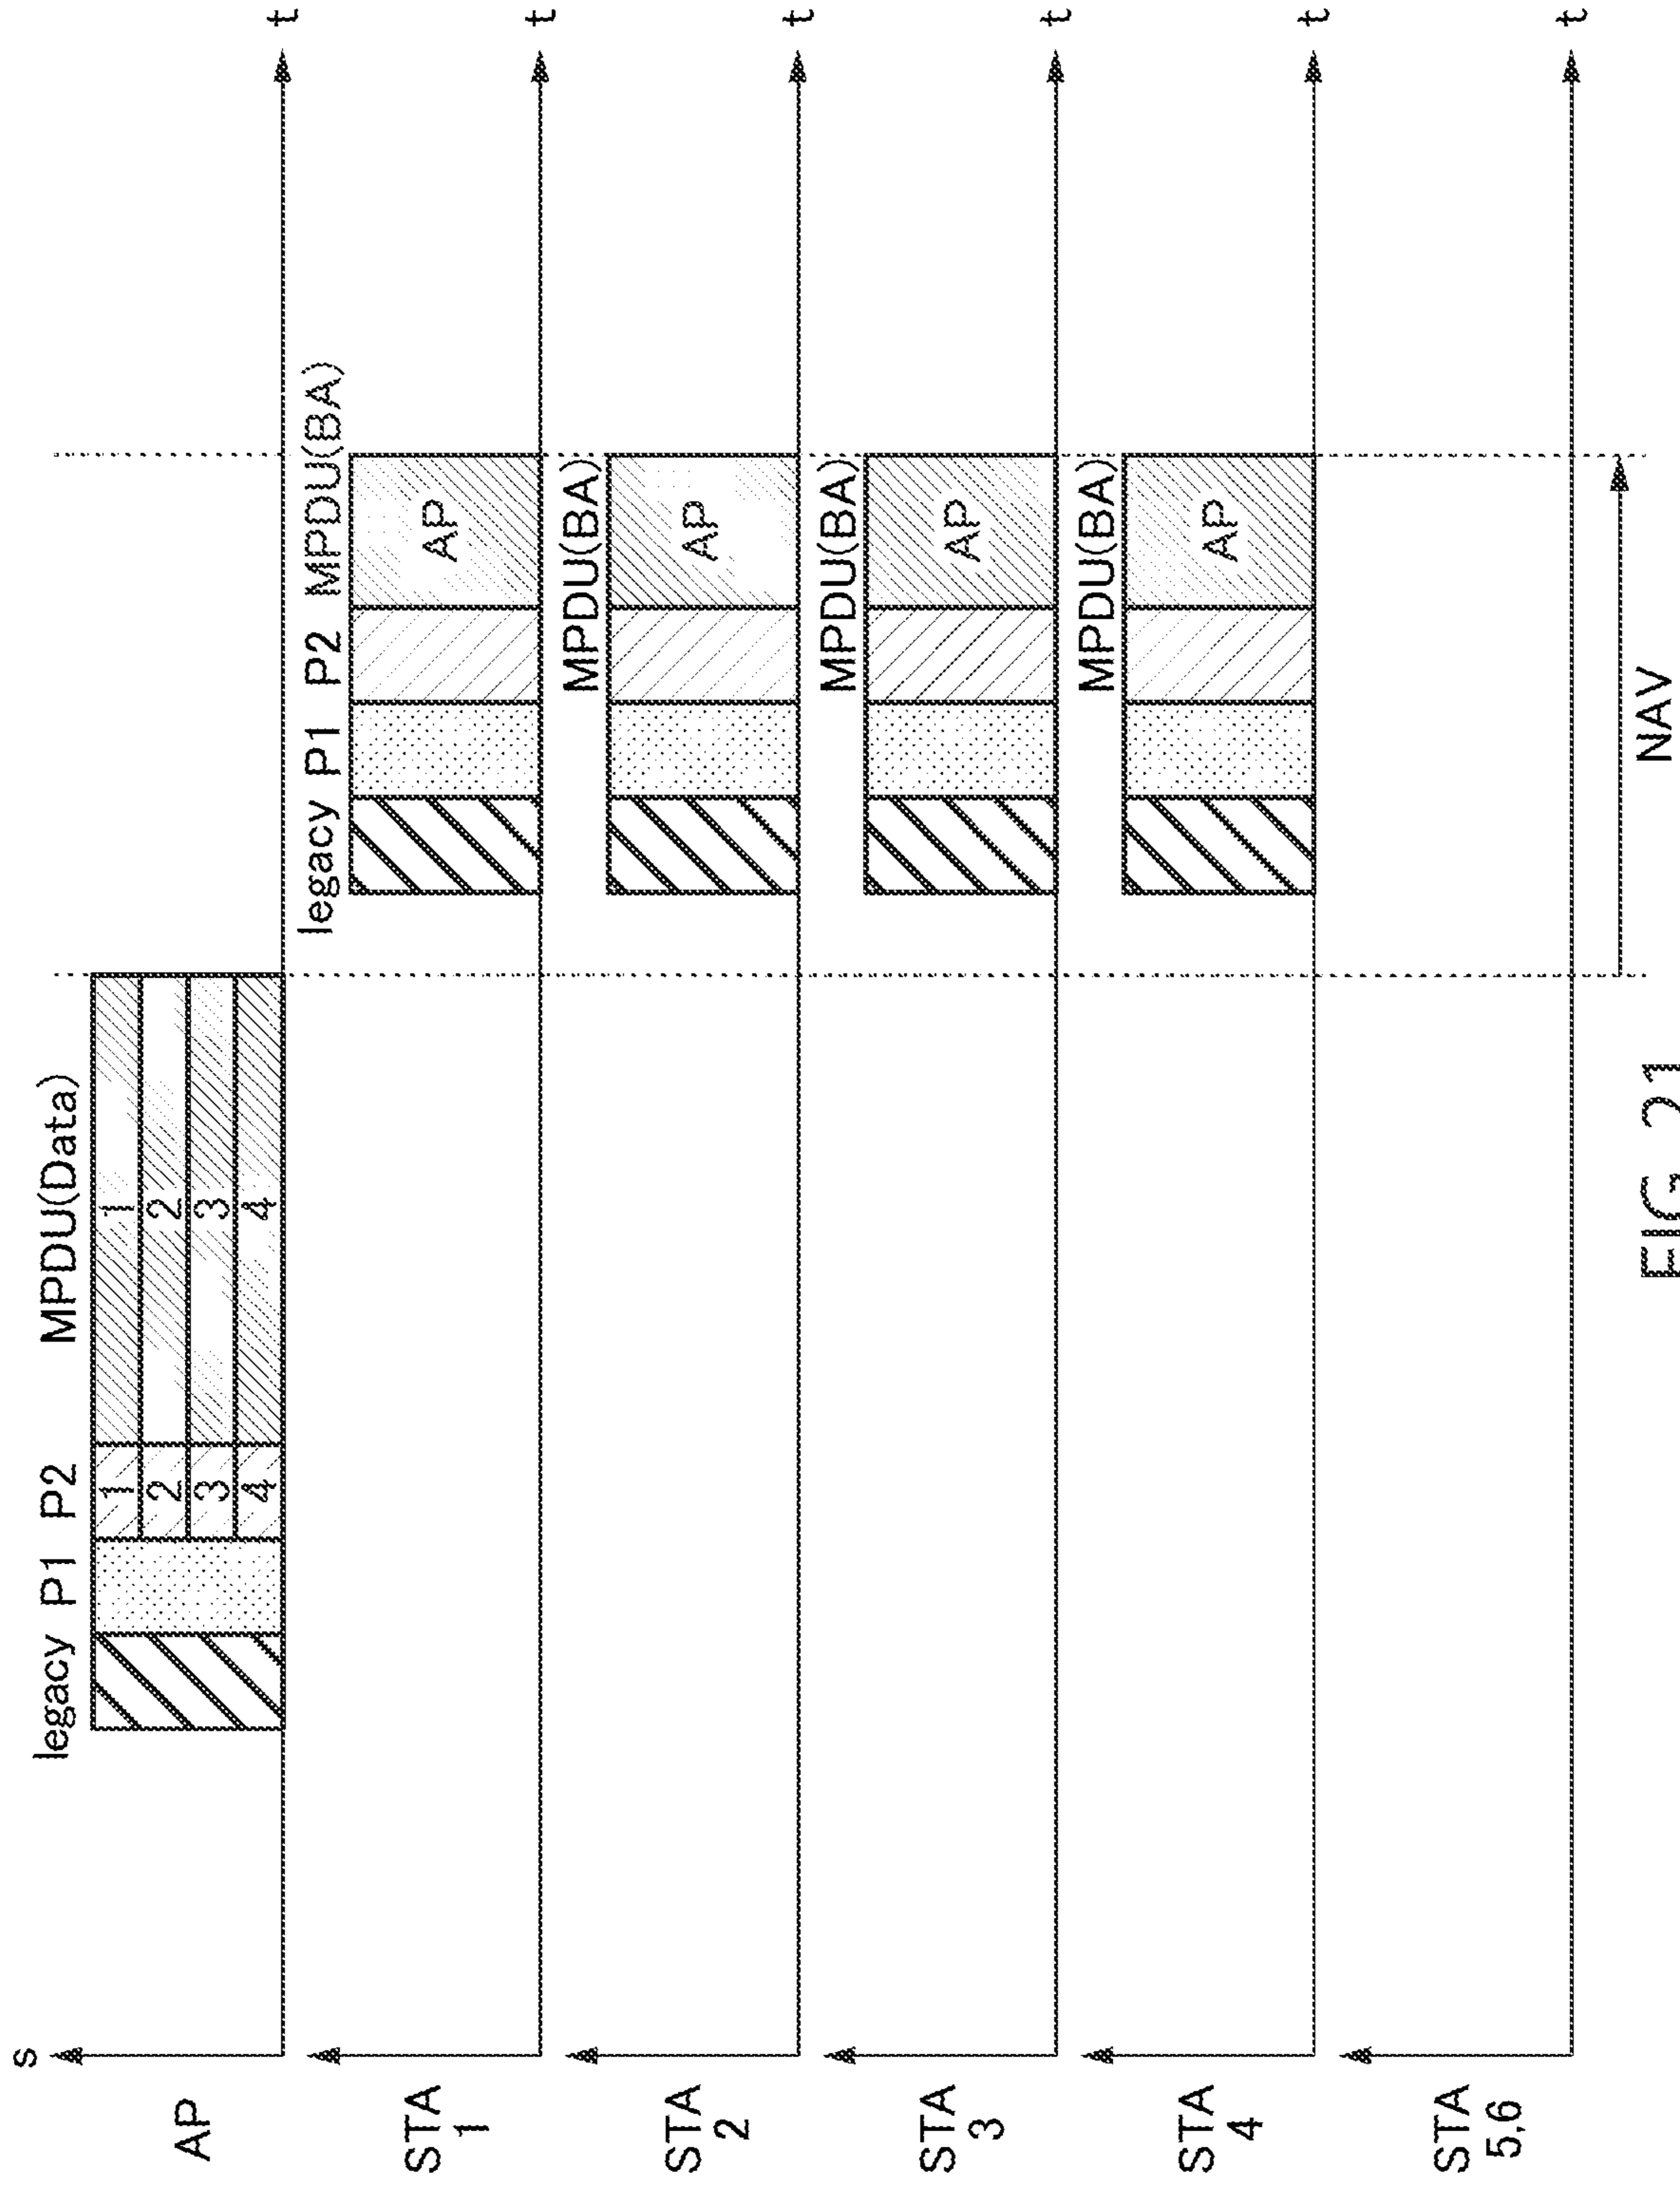 s
AP
legacy P1 P2 MPDU(Data)
1 1
2 2
3 3
4 4
t
STA
1
legacy P1 P2 MPDU(BA)
AP
t
STA
2
MPDU(BA)
AP
t
STA
3
MPDU(BA)
AP
t
STA
4
MPDU(BA)
AP
t
STA
5,6
t
NAV
FIG. 21